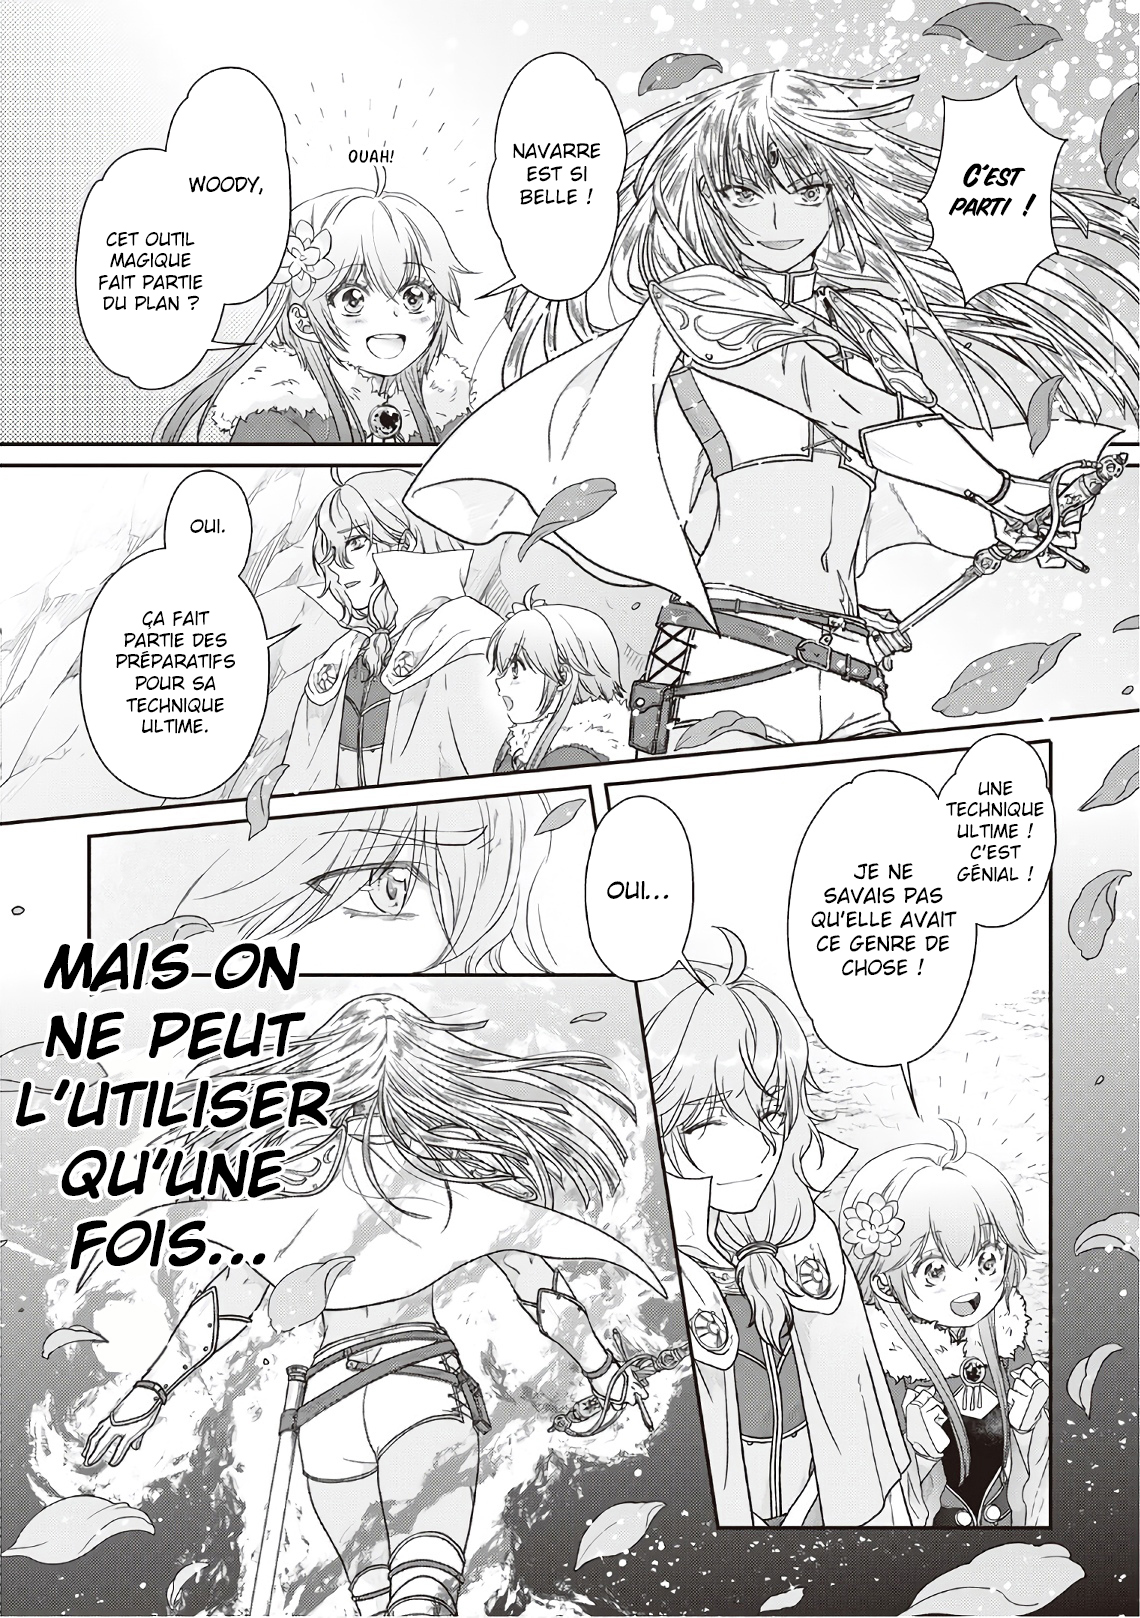 C'EST
PARTI !
NAVARRE
EST SI
BELLE !
OUAH!
WOODY,
CET OUTIL
MAGIQUE
FAIT PARTIE
DU PLAN ?
OUI.
ÇA FAIT
PARTIE DES
PRÉPARATIFS
POUR SA
TECHNIQUE
ULTIME.
UNE
TECHNIQUE
ULTIME !
C'EST
GÉNIAL !
JE NE
SAVAIS PAS
QU'ELLE AVAIT
CE GENRE DE
CHOSE !
OUI...
MAIS ON
NE PEUT
L'UTILISER
QU'UNE
FOIS...